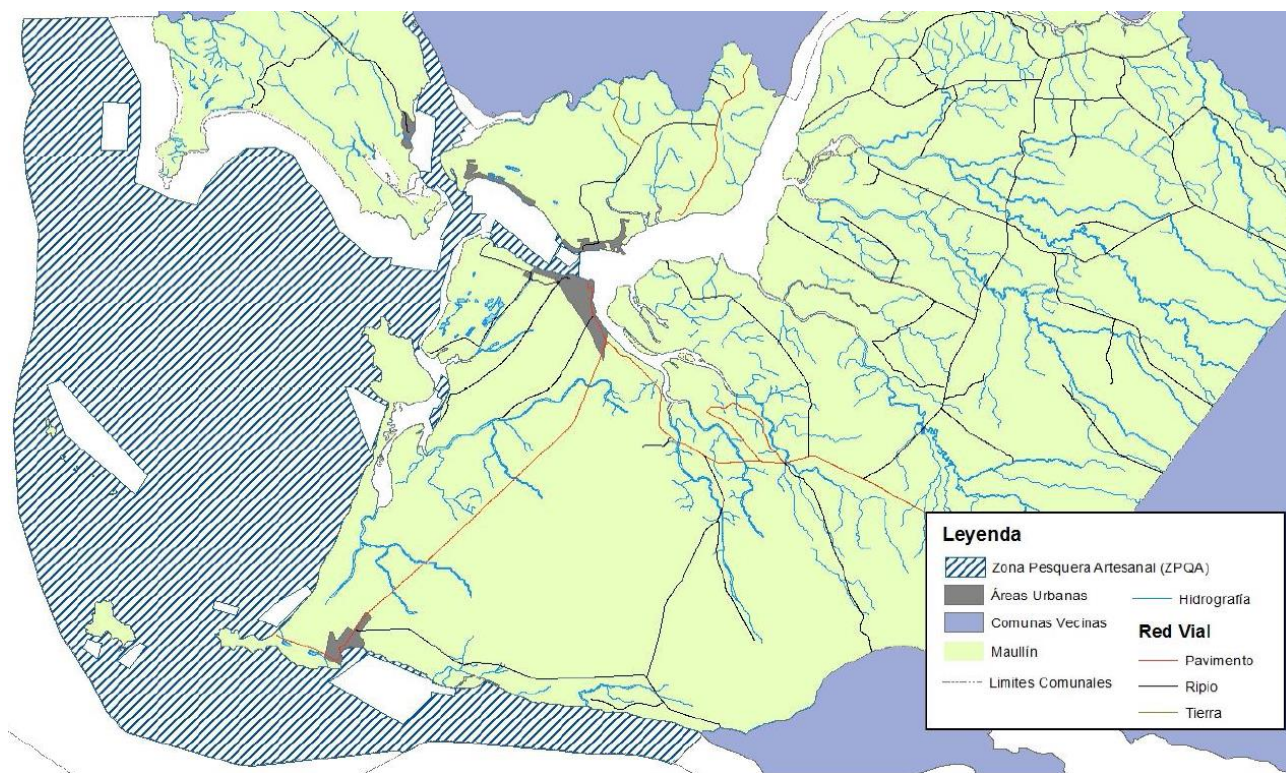 Leyenda
Zona Pesquera Artesanal (ZPQA)
Áreas Urbanas
Comunas Vecinas
Maullín
Limites Comunales
Hidrografía
Red Vial
Pavimento
Ripio
Tierra